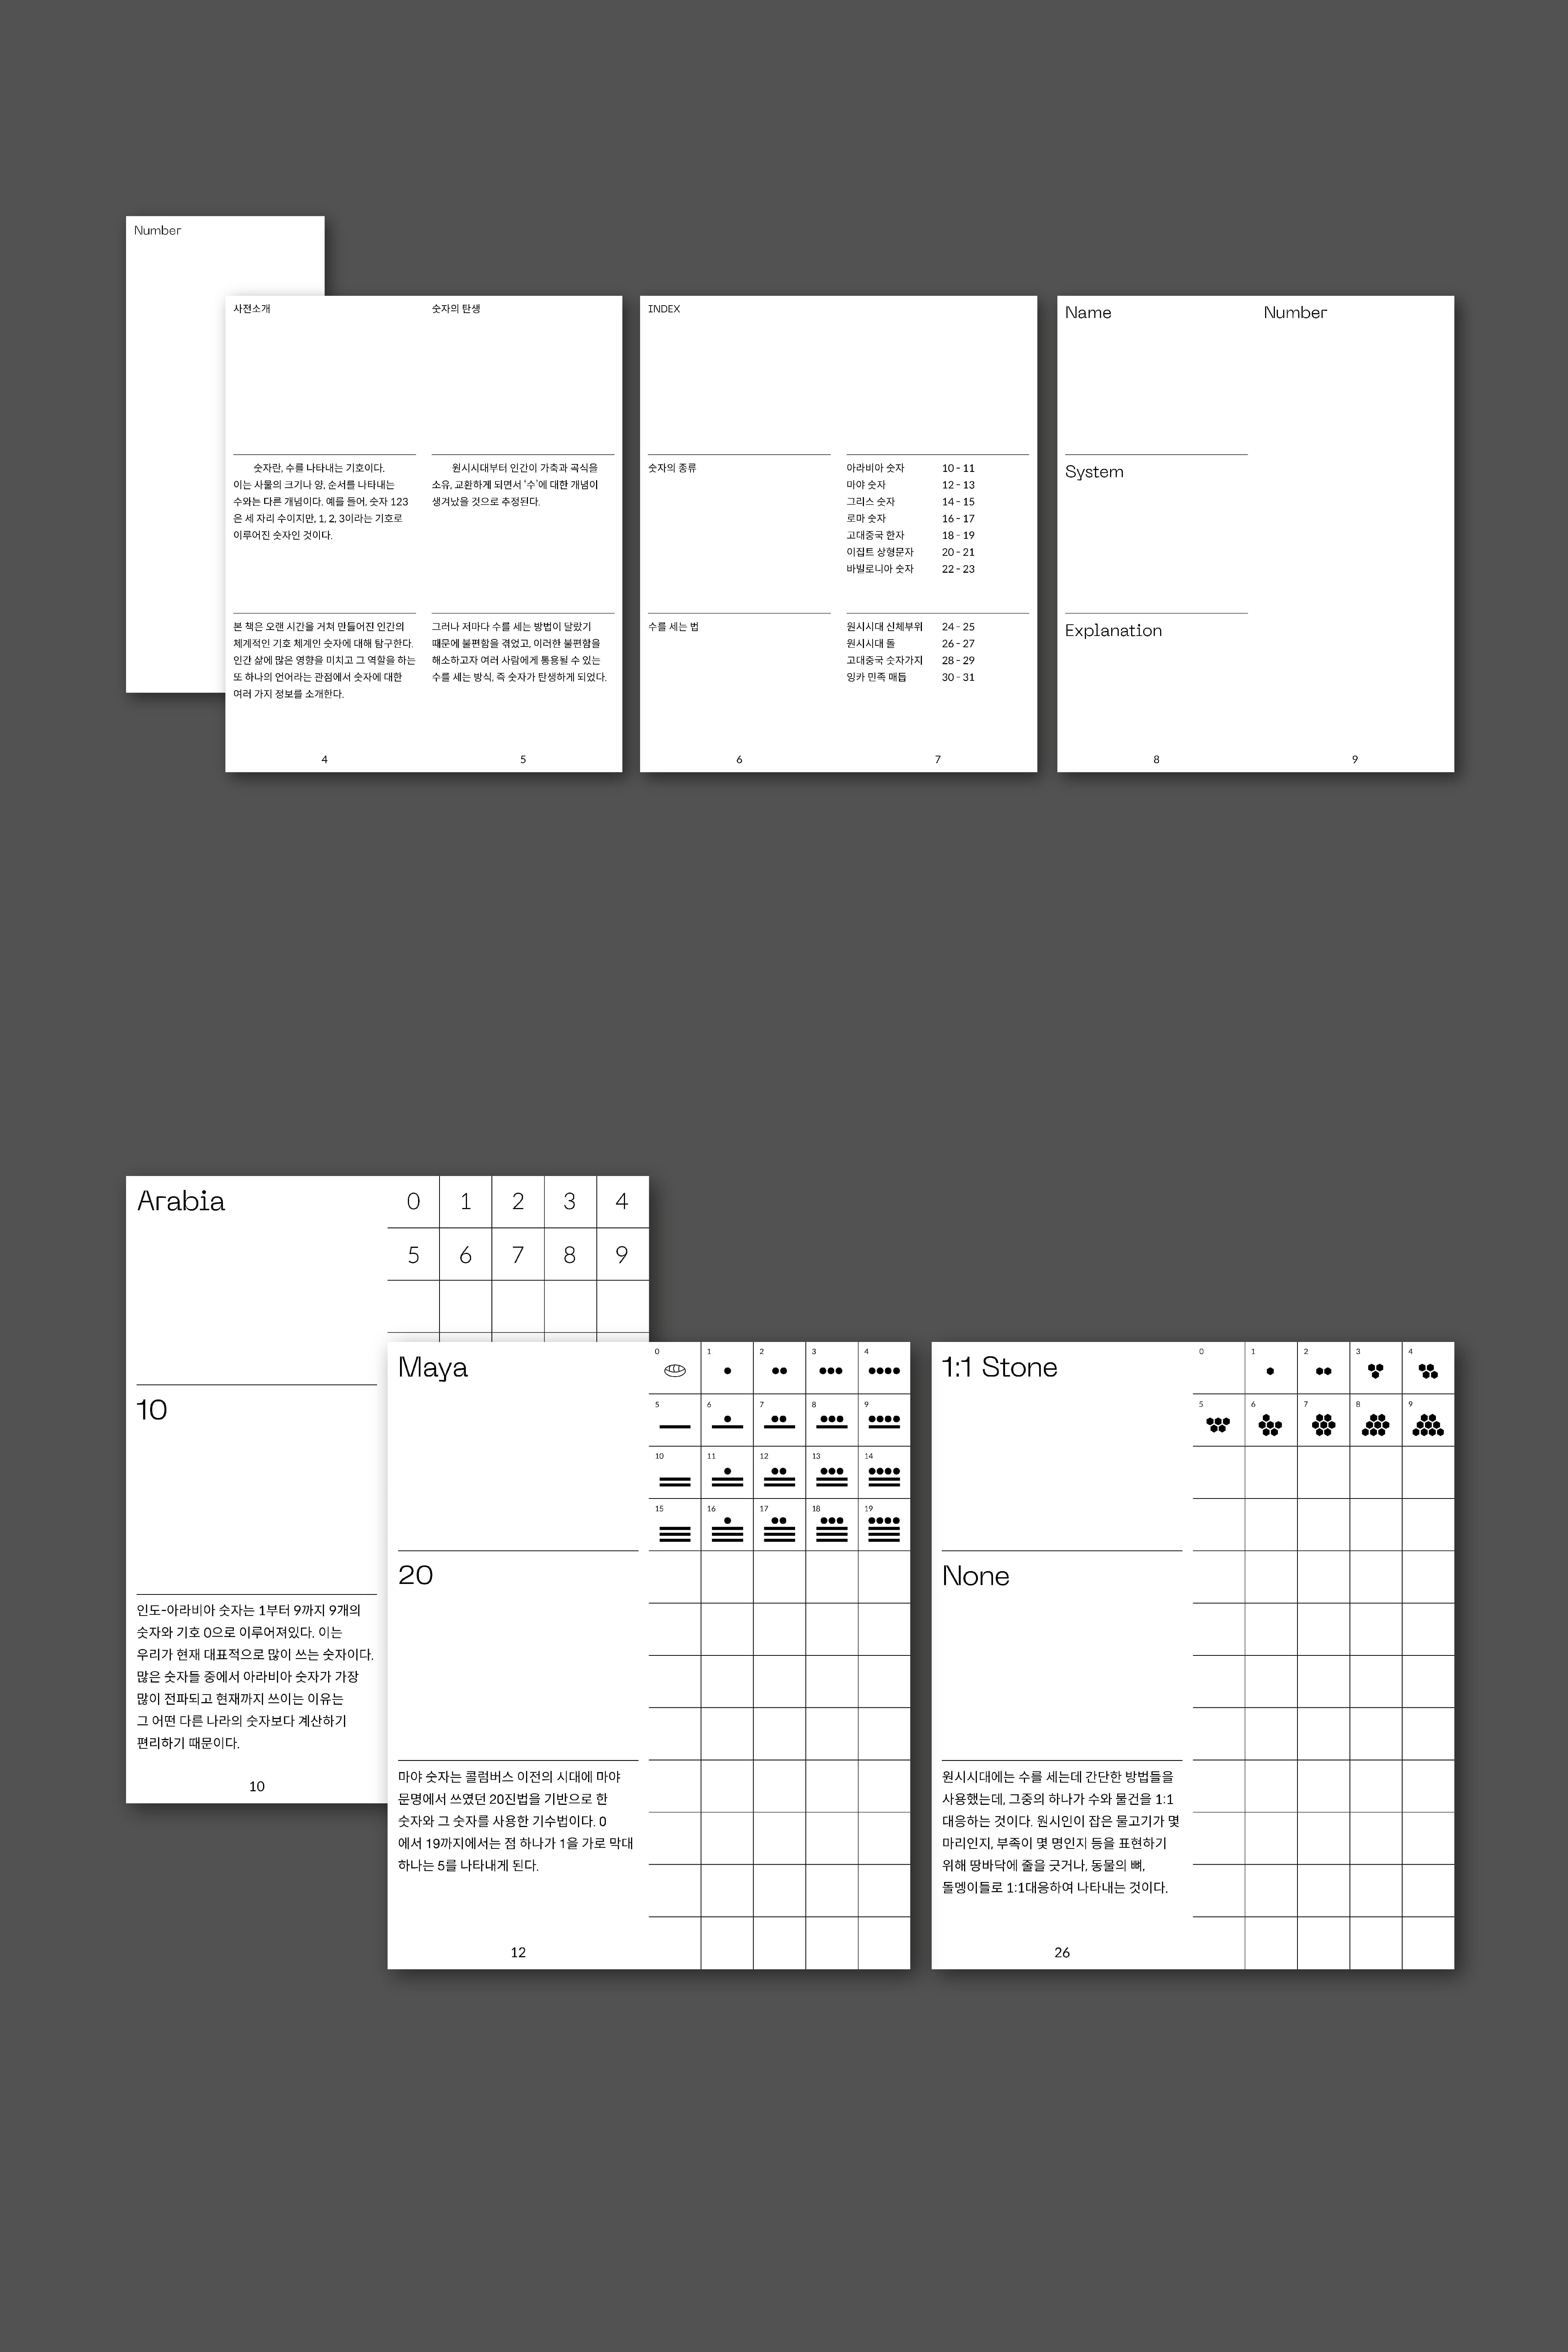 Number
사전소개
숫자란, 수를 나타내는 기호이다.
이는 사물의 크기나 양, 순서를 나타내는
수와는 다른 개념이다. 예를 들어, 숫자 123
은 세 자리 수이지만, 1, 2, 3이라는 기호로
이루어진 숫자인 것이다.
본 책은 오랜 시간을 거쳐 만들어진 인간의
체계적인 기호 체계인 숫자에 대해 탐구한다.
인간 삶에 많은 영향을 미치고 그 역할을 하는
또 하나의 언어라는 관점에서 숫자에 대한
여러 가지 정보를 소개한다.
4
숫자의 탄생
원시시대부터 인간이 가축과 곡식을
소유, 교환하게 되면서 '수'에 대한 개념이
생겨났을 것으로 추정된다.
그러나 저마다 수를 세는 방법이 달랐기
때문에 불편함을 겪었고, 이러한 불편함을
해소하고자 여러 사람에게 통용될 수 있는
수를 세는 방식, 즉 숫자가 탄생하게 되었다.
5
INDEX
숫자의 종류
아라비아 숫자 10 - 11
마야 숫자 12 - 13
그리스 숫자 14 - 15
로마 숫자 16 - 17
고대중국 한자 18 - 19
이집트 상형문자 20 - 21
바빌로니아 숫자 22 - 23
수를 세는 법
원시시대 신체부위 24 - 25
원시시대 돌 26 - 27
고대중국 숫자가지 28 - 29
잉카 민족 매듭 30 - 31
6
7
Name
System
Explanation
8
Number
9
Arabia
10
인도-아라비아 숫자는 1부터 9까지 9개의
숫자와 기호 0으로 이루어져있다. 이는
우리가 현재 대표적으로 많이 쓰는 숫자이다.
많은 숫자들 중에서 아라비아 숫자가 가장
많이 전파되고 현재까지 쓰이는 이유는
그 어떤 다른 나라의 숫자보다 계산하기
편리하기 때문이다.
10
0 1 2 3 4
5 6 7 8 9
Maya
20
마야 숫자는 콜럼버스 이전의 시대에 마야
문명에서 쓰였던 20진법을 기반으로 한
숫자와 그 숫자를 사용한 기수법이다. 0
에서 19까지에서는 점 하나가 1을 가로 막대
하나는 5를 나타내게 된다.
12
0 1 2 3 4
5 6 7 8 9
10 11 12 13 14
15 16 17 18 19
1:1 Stone
None
원시시대에는 수를 세는데 간단한 방법들을
사용했는데, 그중의 하나가 수와 물건을 1:1
대응하는 것이다. 원시인이 잡은 물고기가 몇
마리인지, 부족이 몇 명인지 등을 표현하기
위해 땅바닥에 줄을 긋거나, 동물의 뼈,
돌멩이들로 1:1대응하여 나타내는 것이다.
26
0 1 2 3 4
5 6 7 8 9